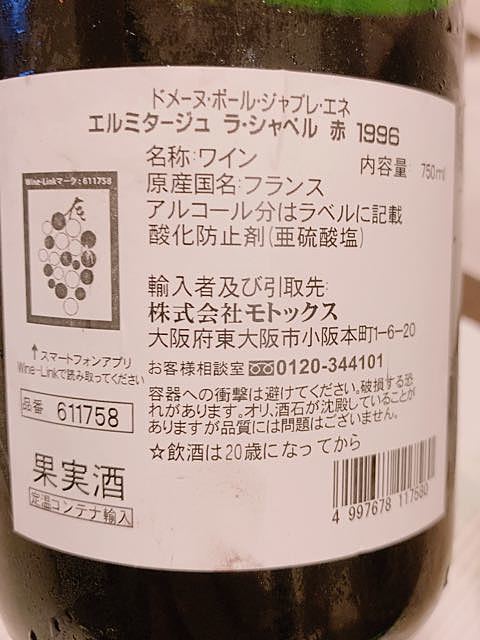 ドメーヌ・ポール・ジャブレ・エネ
エルミタージュ ラ・シャペル 赤 1996
名称:ワイン
内容量: 750ml
原産国名:フランス
アルコール分はラベルに記載
酸化防止剤(亜硫酸塩)
Wine-Linkマーク:611758
輸入者及び引取先:
株式会社モトックス
大阪府東大阪市小阪本町1-6-20
↑スマートフォンアプリ
Wine-Linkで読み取ってください
お客様相談室 0120-344101
品番 611758
容器への衝撃は避けてください。破損する恐
れがあります。オリ、酒石が沈殿していることが
ありますが品質には問題はございません。
☆飲酒は20歳になってから
果実酒
定温コンテナ輸入
4 997678 117580